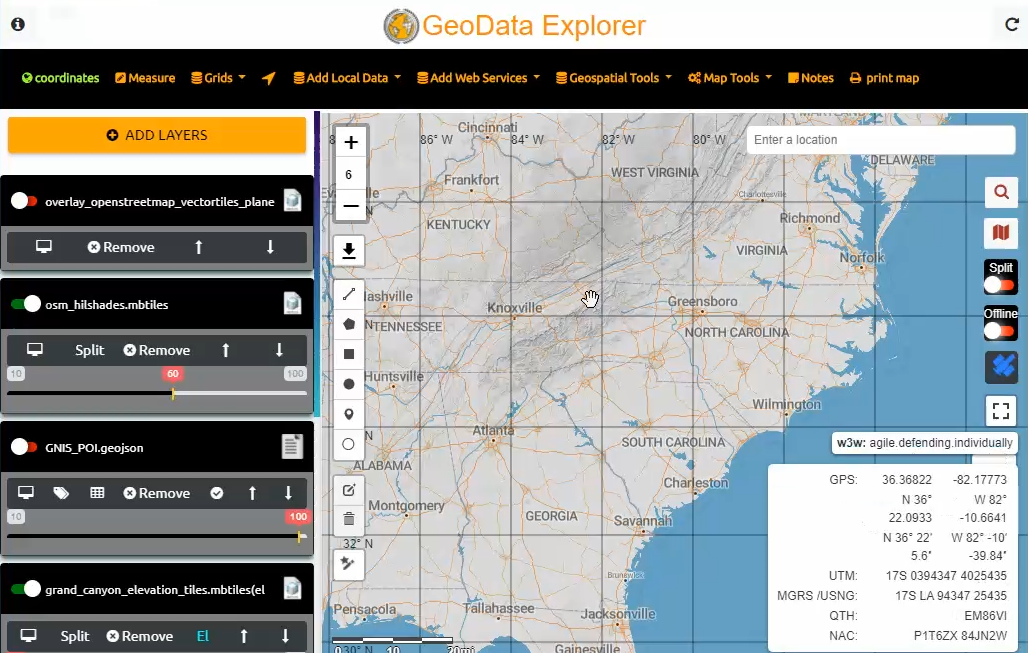 GeoData Explorer
coordinates Measure Grids Add Local Data Add Web Services Geospatial Tools Map Tools Notes print map
ADD LAYERS
overlay_openstreetmap_vectortiles_plane
Remove
osm_hilshades.mbtiles
Split Remove
10 60 100
GNIS_POI.geojson
Remove
10 100
grand_canyon_elevation_tiles.mbtiles(el
Split Remove El
+
6
−
86° W 84° W 82° W 80° W
Enter a location
Cincinnati
DELAWARE
WEST VIRGINIA
Frankfort
Charlottesville
KENTUCKY
Richmond
VIRGINIA
Norfolk
Split
Nashville
Knoxville
Greensboro
Offline
TENNESSEE
NORTH CAROLINA
Huntsville
Wilmington
Atlanta
SOUTH CAROLINA
w3w: agile.defending.individually
ALABAMA
Charleston
Montgomery
GEORGIA
Savannah
32° N
Brunswick
Pensacola
Tallahassee
Jacksonville
Gainesville
30° N
GPS: 36.36822 -82.17773
N 36° W 82°
22.0933 -10.6641
N 36° 22' W 82° -10'
5.6" -39.84"
UTM: 17S 0394347 4025435
MGRS /USNG: 17S LA 94347 25435
QTH: EM86VI
NAC: P1T6ZX 84JN2W